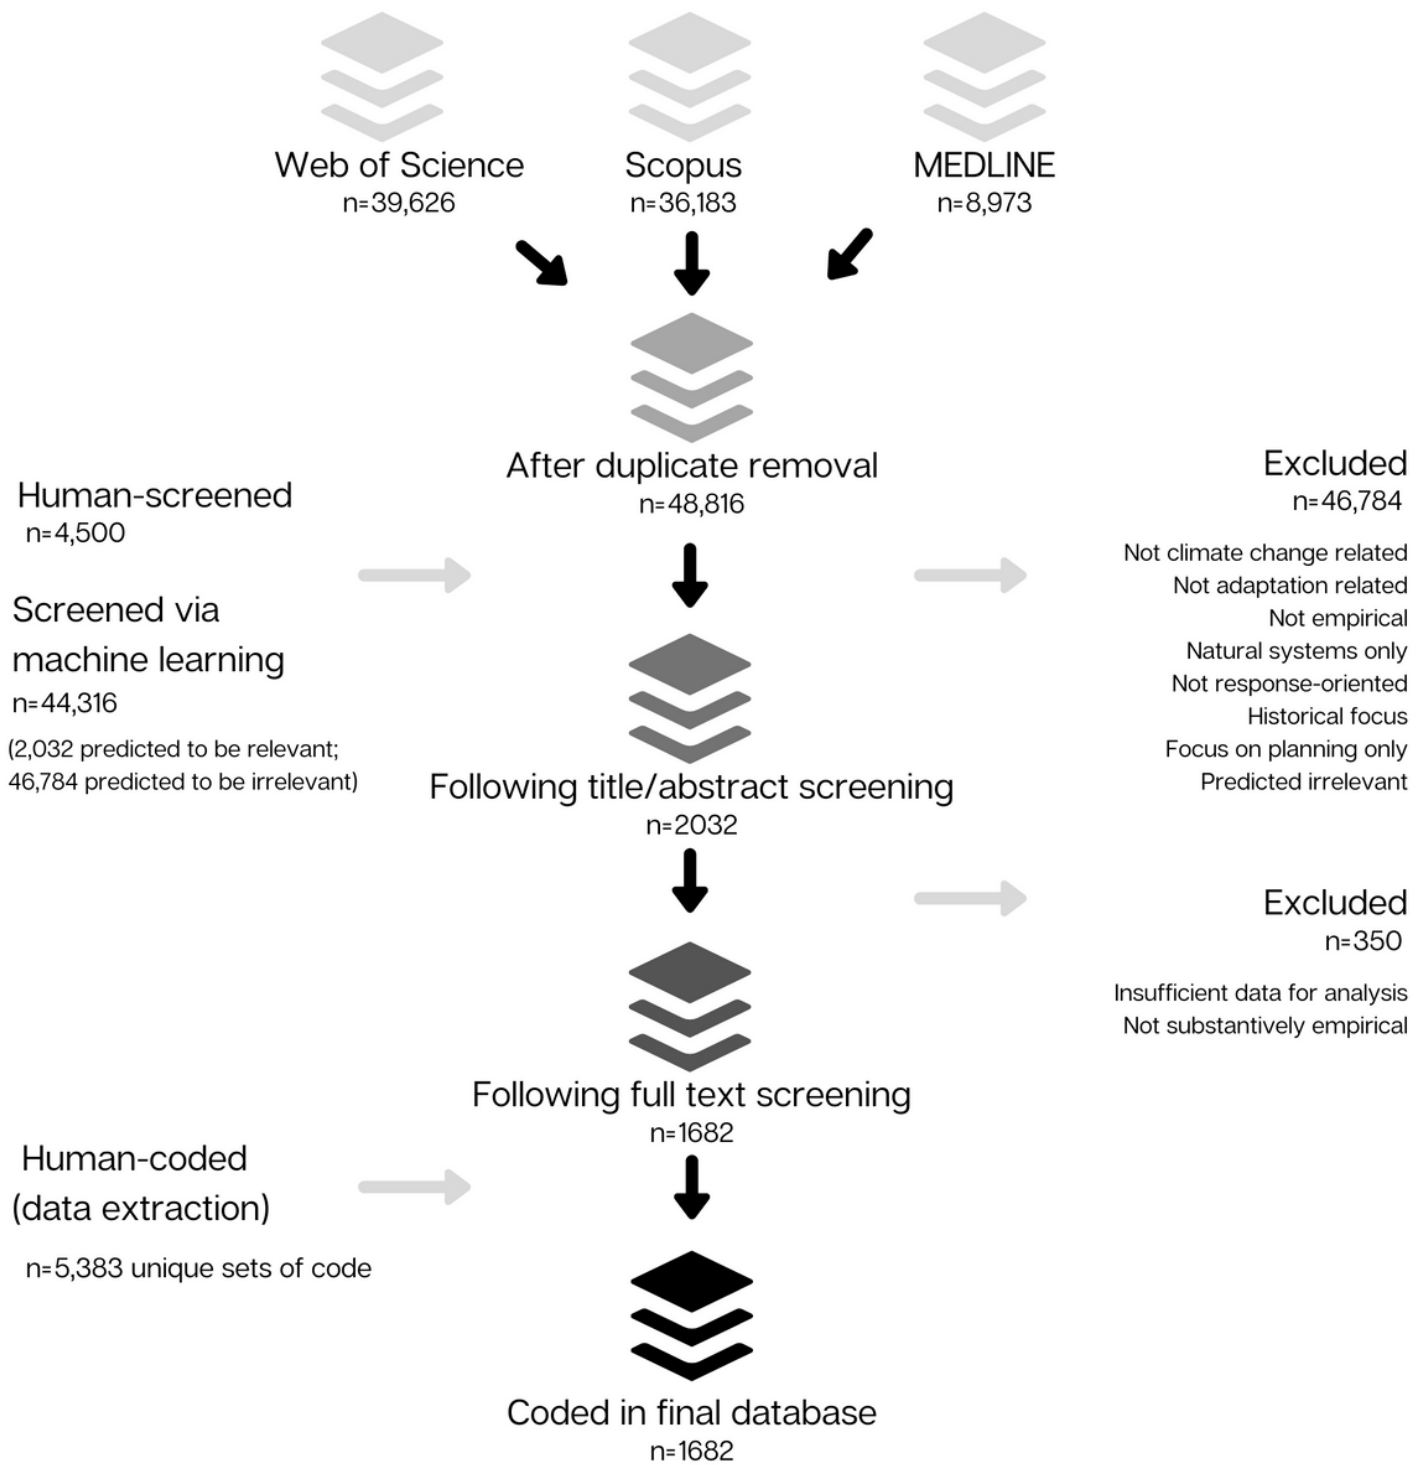 Web of Science
n=39,626
Scopus
n=36,183
MEDLINE
n=8,973
After duplicate removal
n=48,816
Human-screened
n=4,500
Screened via
machine learning
n=44,316
(2,032 predicted to be relevant;
46,784 predicted to be irrelevant)
Excluded
n=46,784
Not climate change related
Not adaptation related
Not empirical
Natural systems only
Not response-oriented
Historical focus
Focus on planning only
Predicted irrelevant
Following title/abstract screening
n=2032
Excluded
n=350
Insufficient data for analysis
Not substantively empirical
Following full text screening
n=1682
Human-coded
(data extraction)
n=5,383 unique sets of code
Coded in final database
n=1682